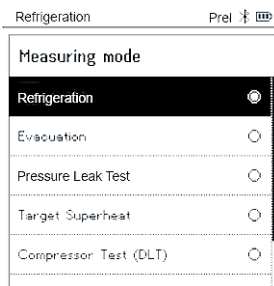 Refrigeration Prel
Measuring mode
Refrigeration
Evacuation
Pressure Leak Test
Target Superheat
Compressor Test (DLT)